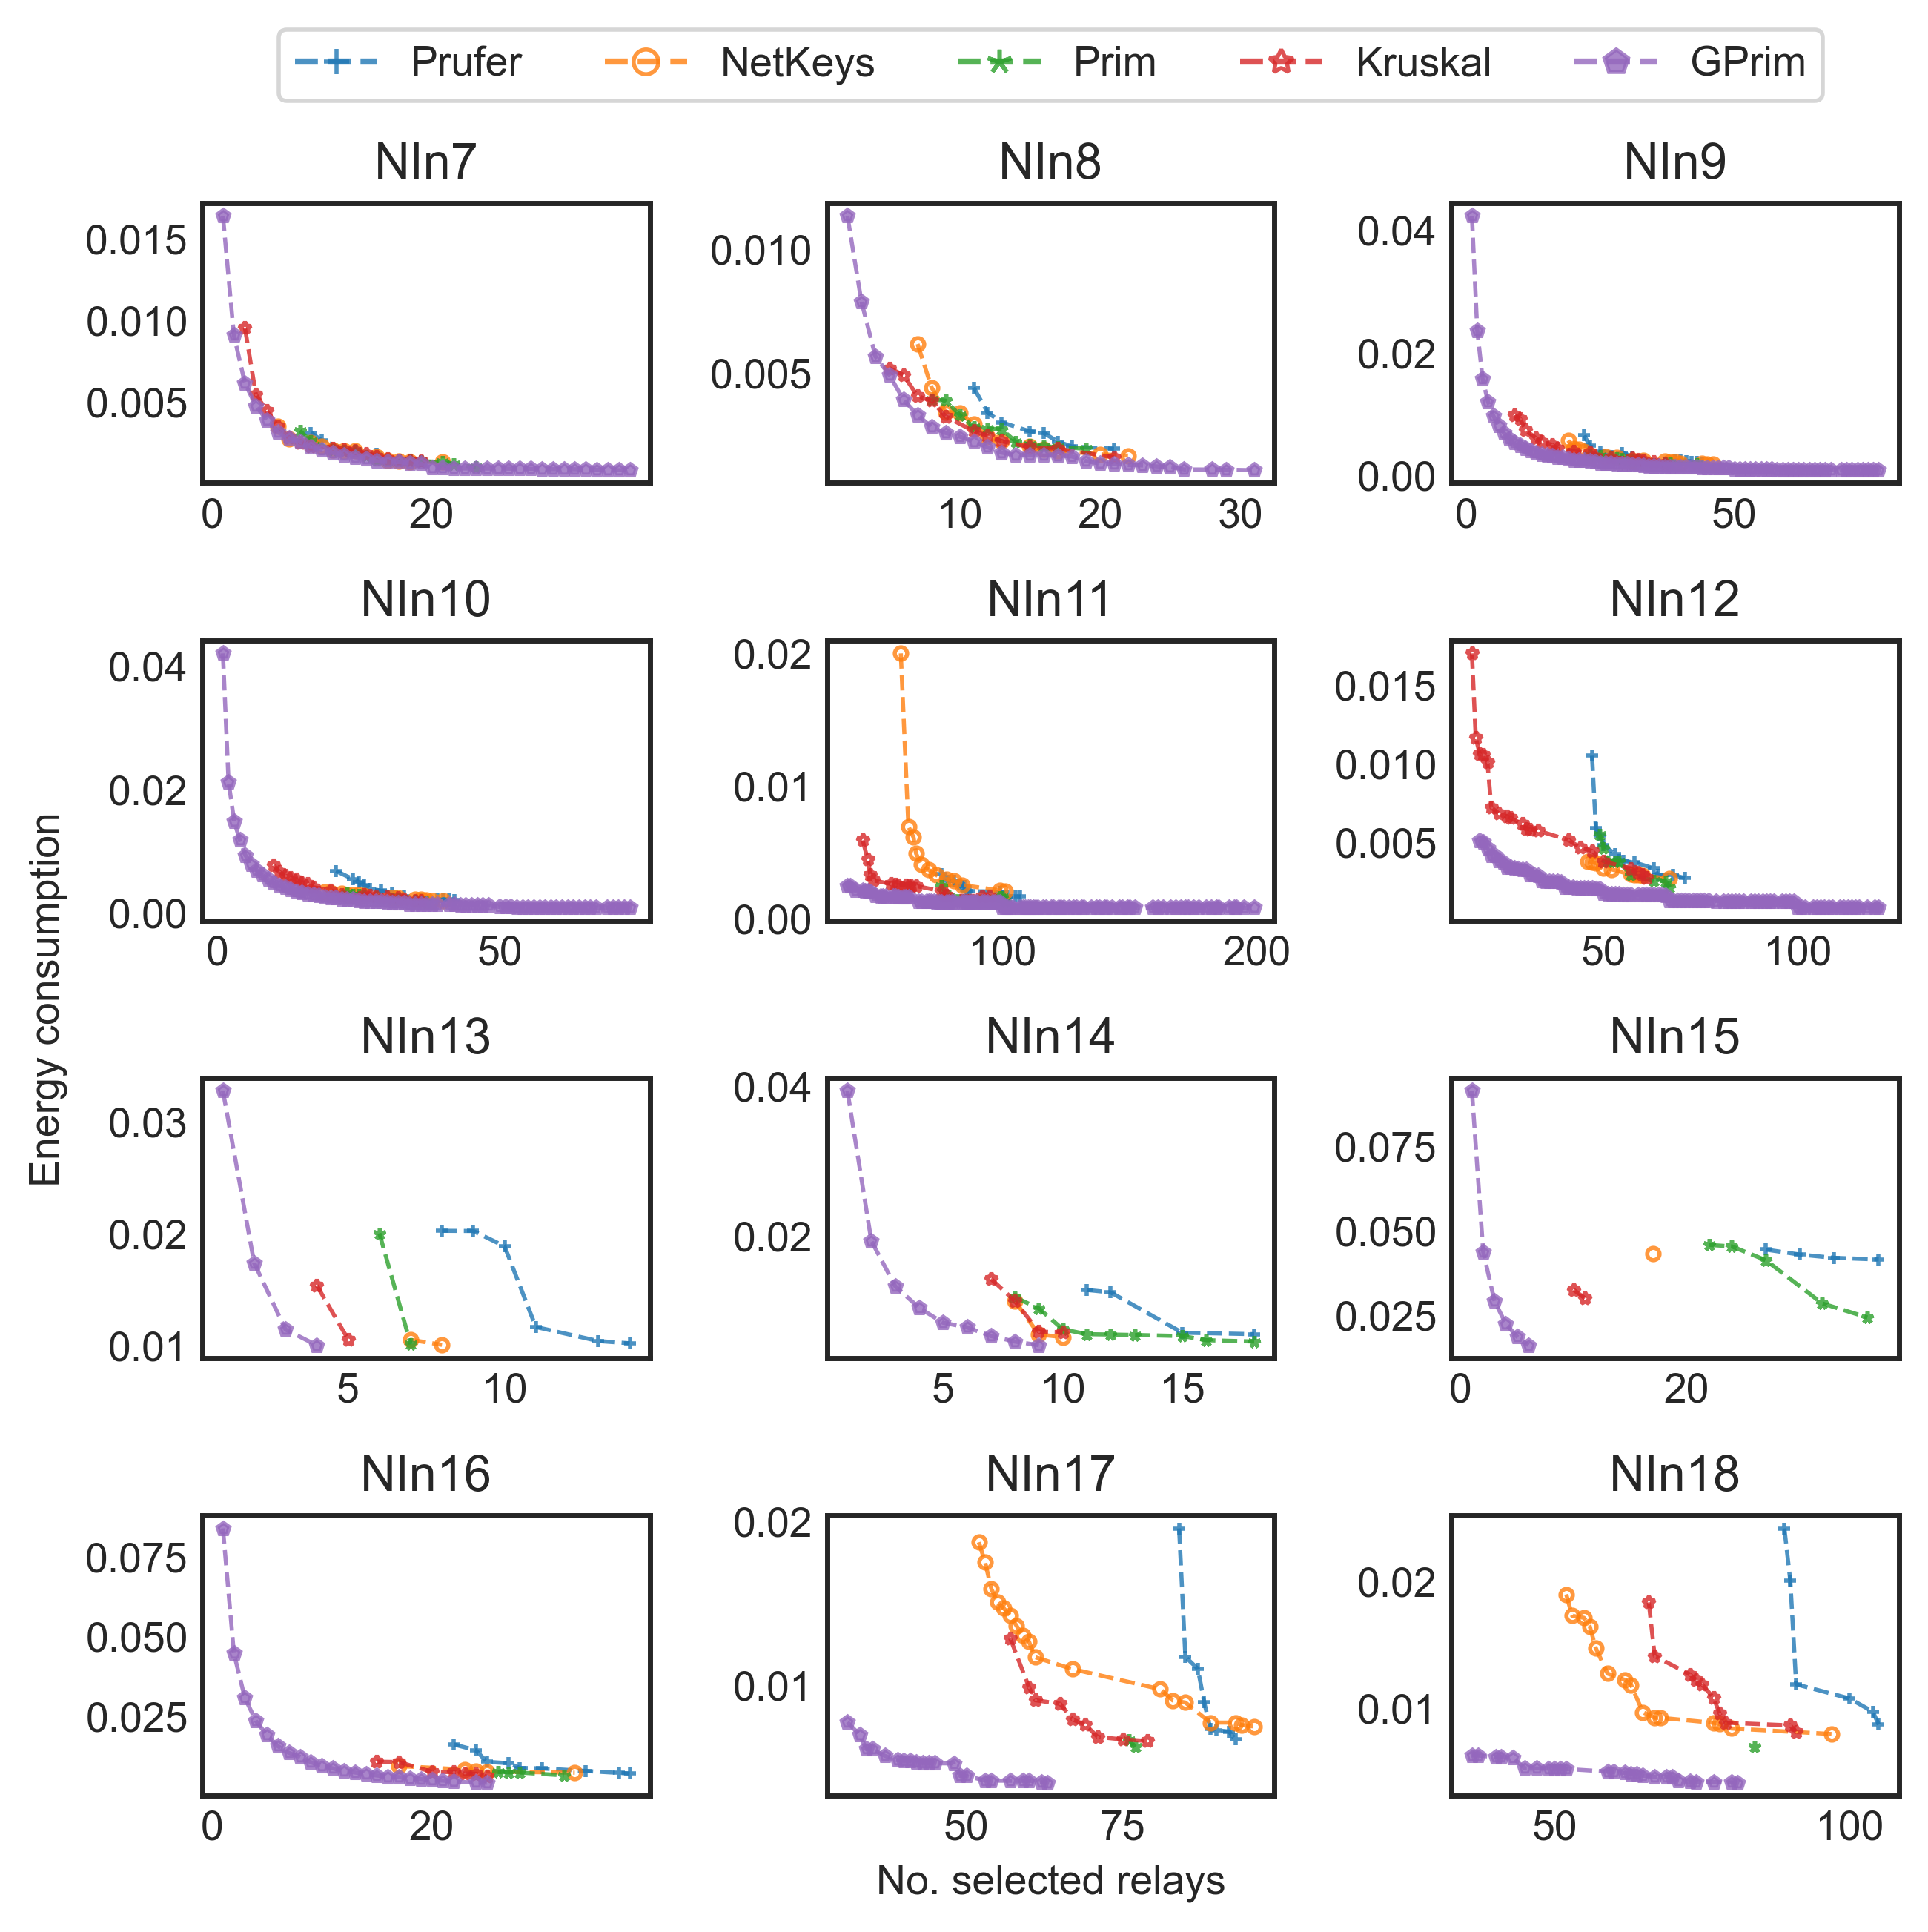 Prufer NetKeys Prim Kruskal GPrim
NIn7 NIn8 NIn9
0.015 0.010 0.005 0 20
0.010 0.005 10 20 30
0.04 0.02 0.00 0 50
NIn10 NIn11 NIn12
0.04 0.02 0.00 0 50
0.02 0.01 0.00 100 200
0.015 0.010 0.005 50 100
NIn13 NIn14 NIn15
0.03 0.02 0.01 5 10
0.04 0.02 5 10 15
0.075 0.050 0.025 0 20
NIn16 NIn17 NIn18
0.075 0.050 0.025 0 20
0.02 0.01 50 75
0.02 0.01 50 100
Energy consumption
No. selected relays